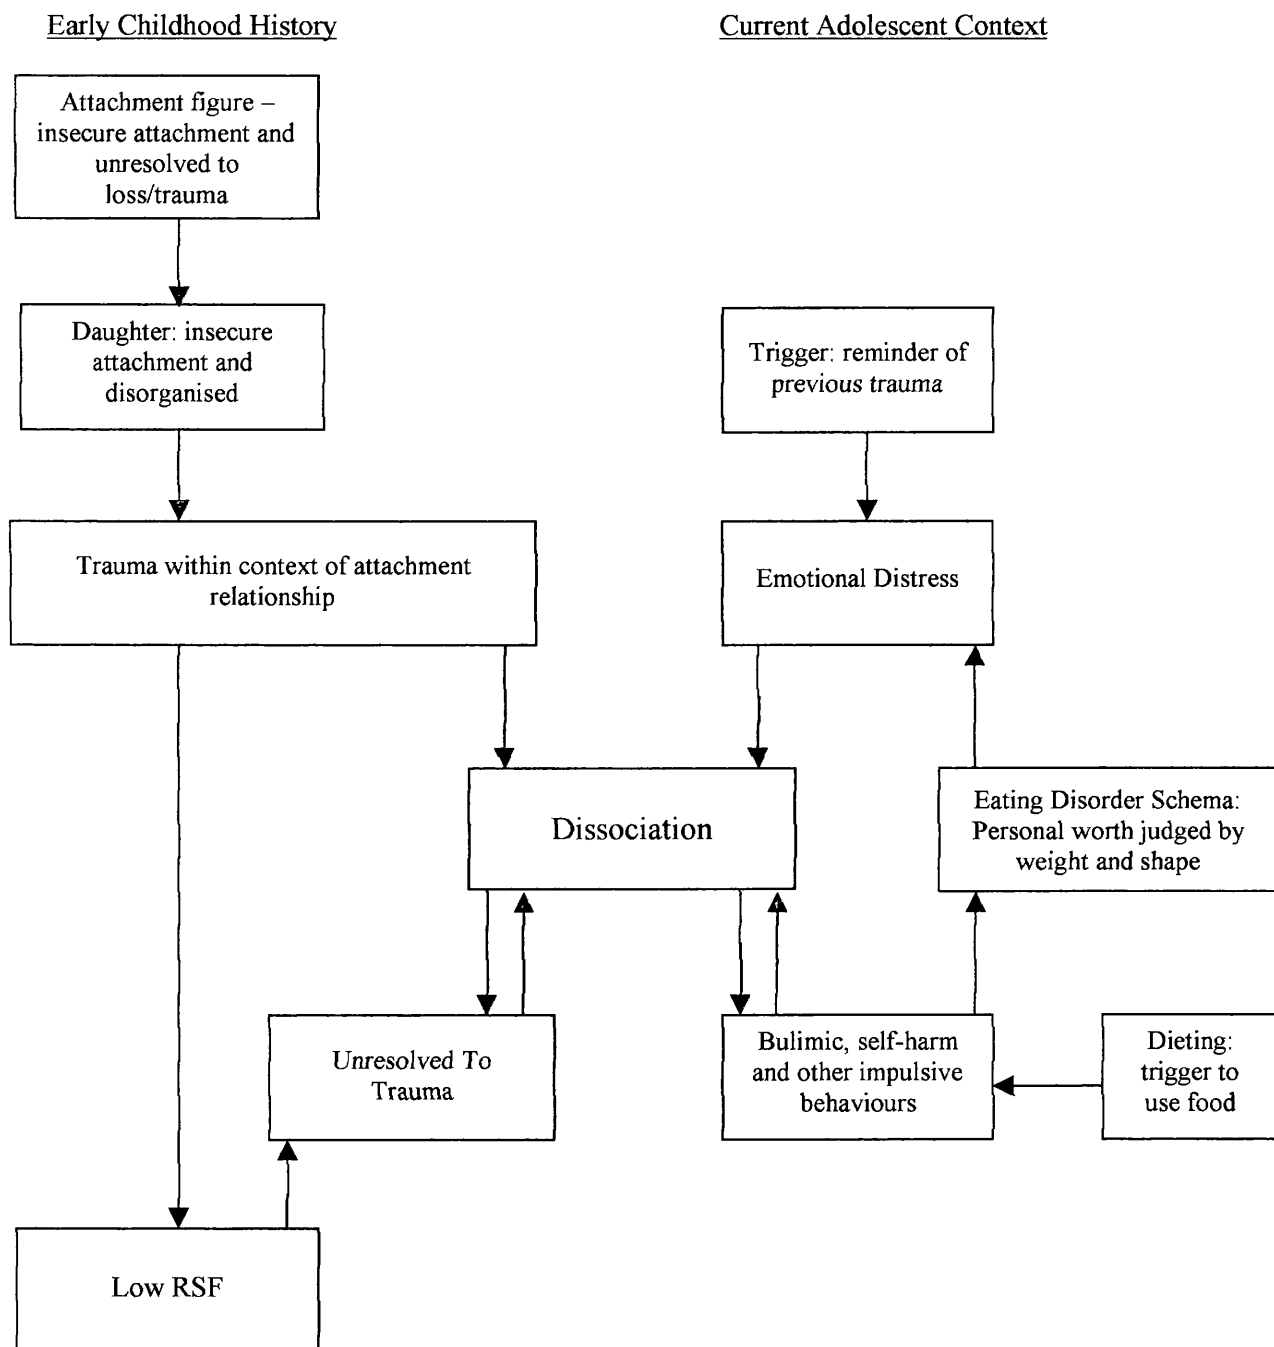 Early Childhood History
Current Adolescent Context
Attachment figure –
insecure attachment and
unresolved to
loss/trauma
Daughter: insecure
attachment and
disorganised
Trigger: reminder of
previous trauma
Trauma within context of attachment
relationship
Emotional Distress
Dissociation
Eating Disorder Schema:
Personal worth judged by
weight and shape
Unresolved To
Trauma
Bulimic, self-harm
and other impulsive
behaviours
Dieting:
trigger to
use food
Low RSF